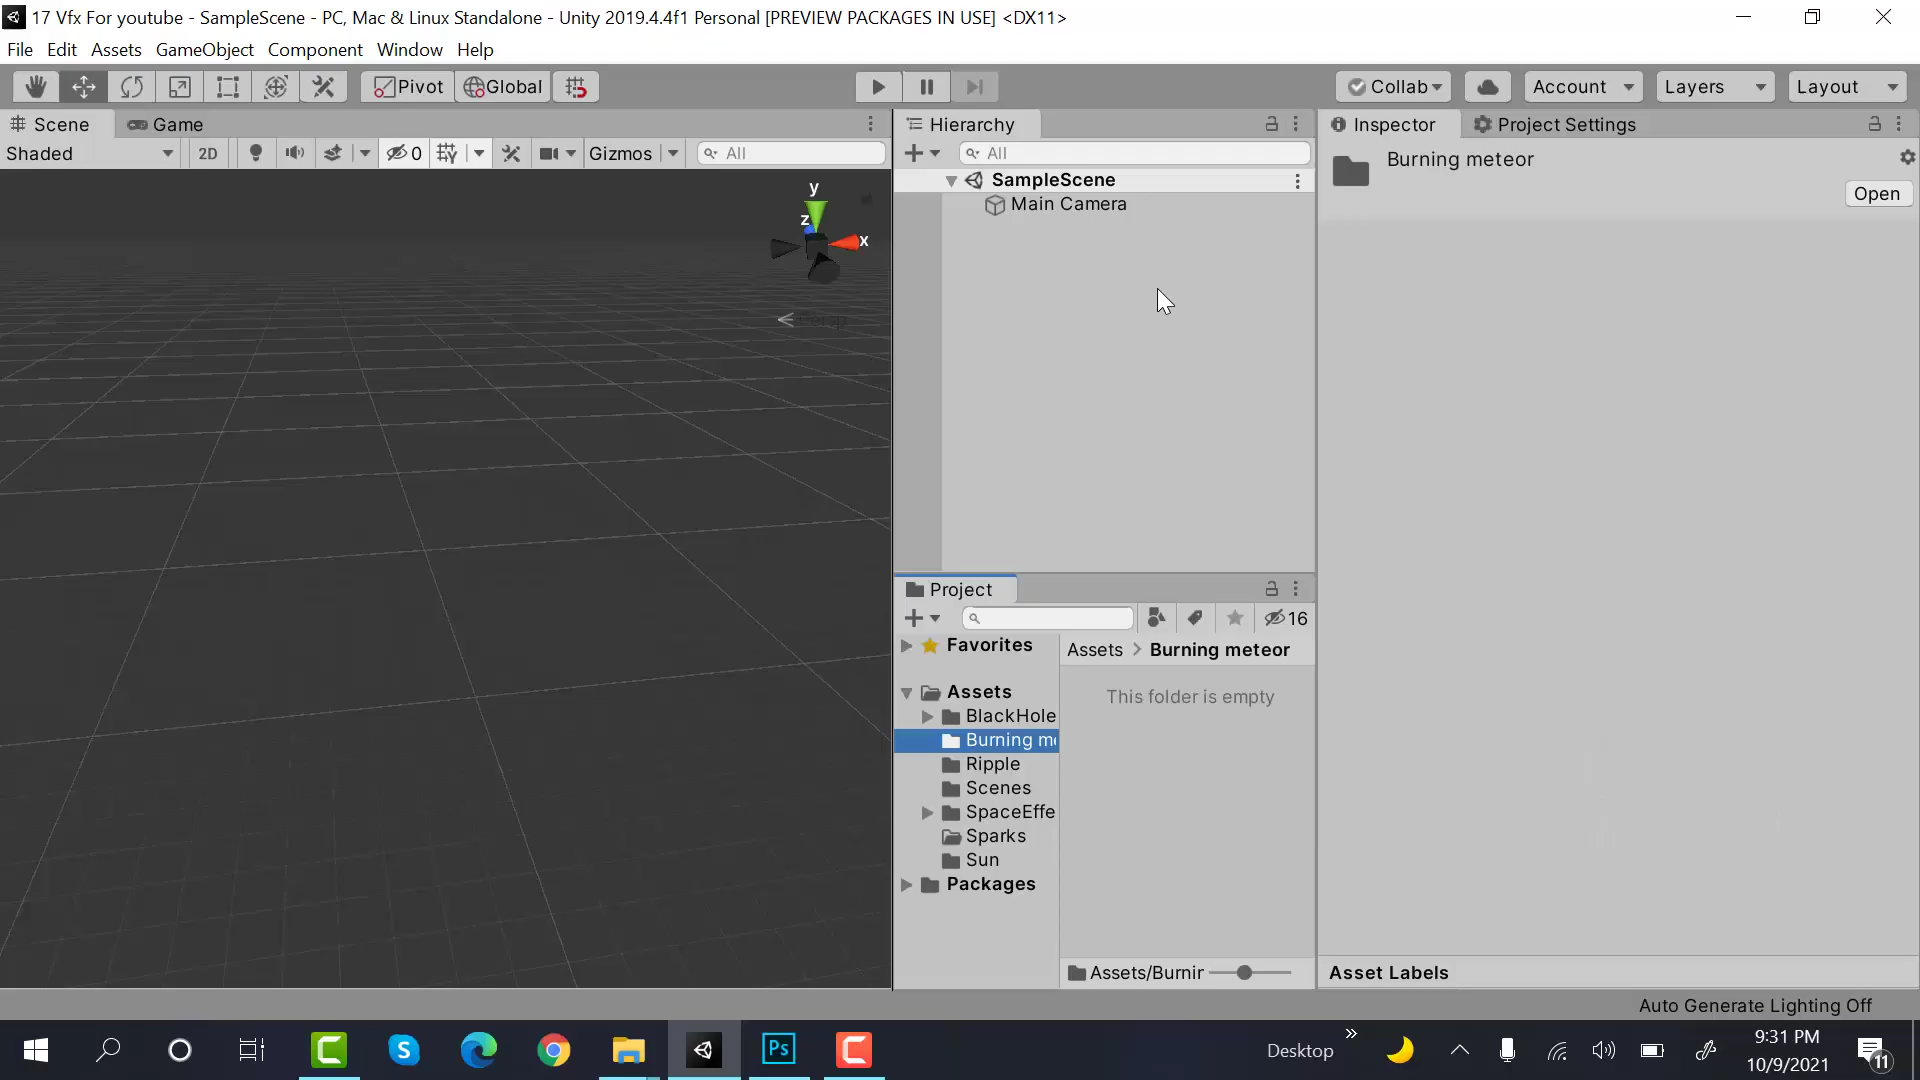 17 Vfx For youtube - SampleScene - PC, Mac & Linux Standalone - Unity 2019.4.4f1 Personal [PREVIEW PACKAGES IN USE] <DX11>
File Edit Assets GameObject Component Window Help
Pivot Global Collab Account Layers Layout
Scene Game
Shaded 2D 0 Gizmos All
y
z
x
Persp
Hierarchy
All
SampleScene
Main Camera
Project
16
Favorites
Assets
BlackHole
Burning me
Ripple
Scenes
SpaceEffe
Sparks
Sun
Packages
Assets > Burning meteor
This folder is empty
Assets/Burnin
Inspector Project Settings
Burning meteor
Open
Asset Labels
Auto Generate Lighting Off
Ps
Desktop
9:31 PM
10/9/2021
11